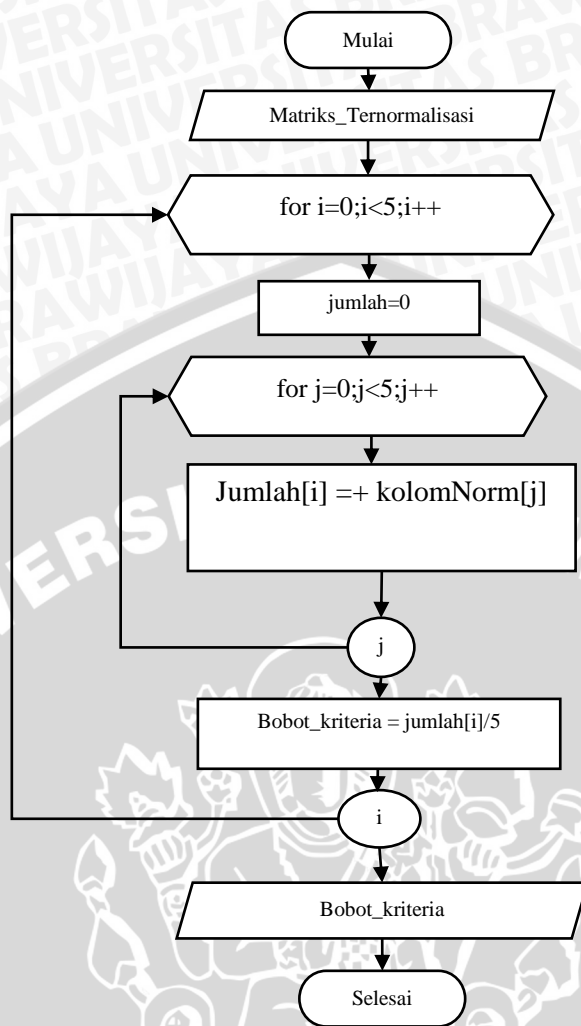 Mulai
Matriks_Ternormalisasi
for i=0;i<5;i++
jumlah=0
for j=0;j<5;j++
Jumlah[i] =+ kolomNorm[j]
j
Bobot_kriteria = jumlah[i]/5
i
Bobot_kriteria
Selesai